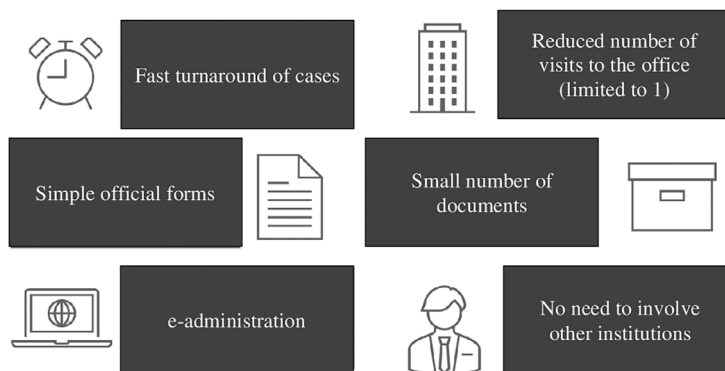 Fast turnaround of cases
Reduced number of
visits to the office
(limited to 1)
Simple official forms
Small number of
documents
e-administration
No need to involve
other institutions